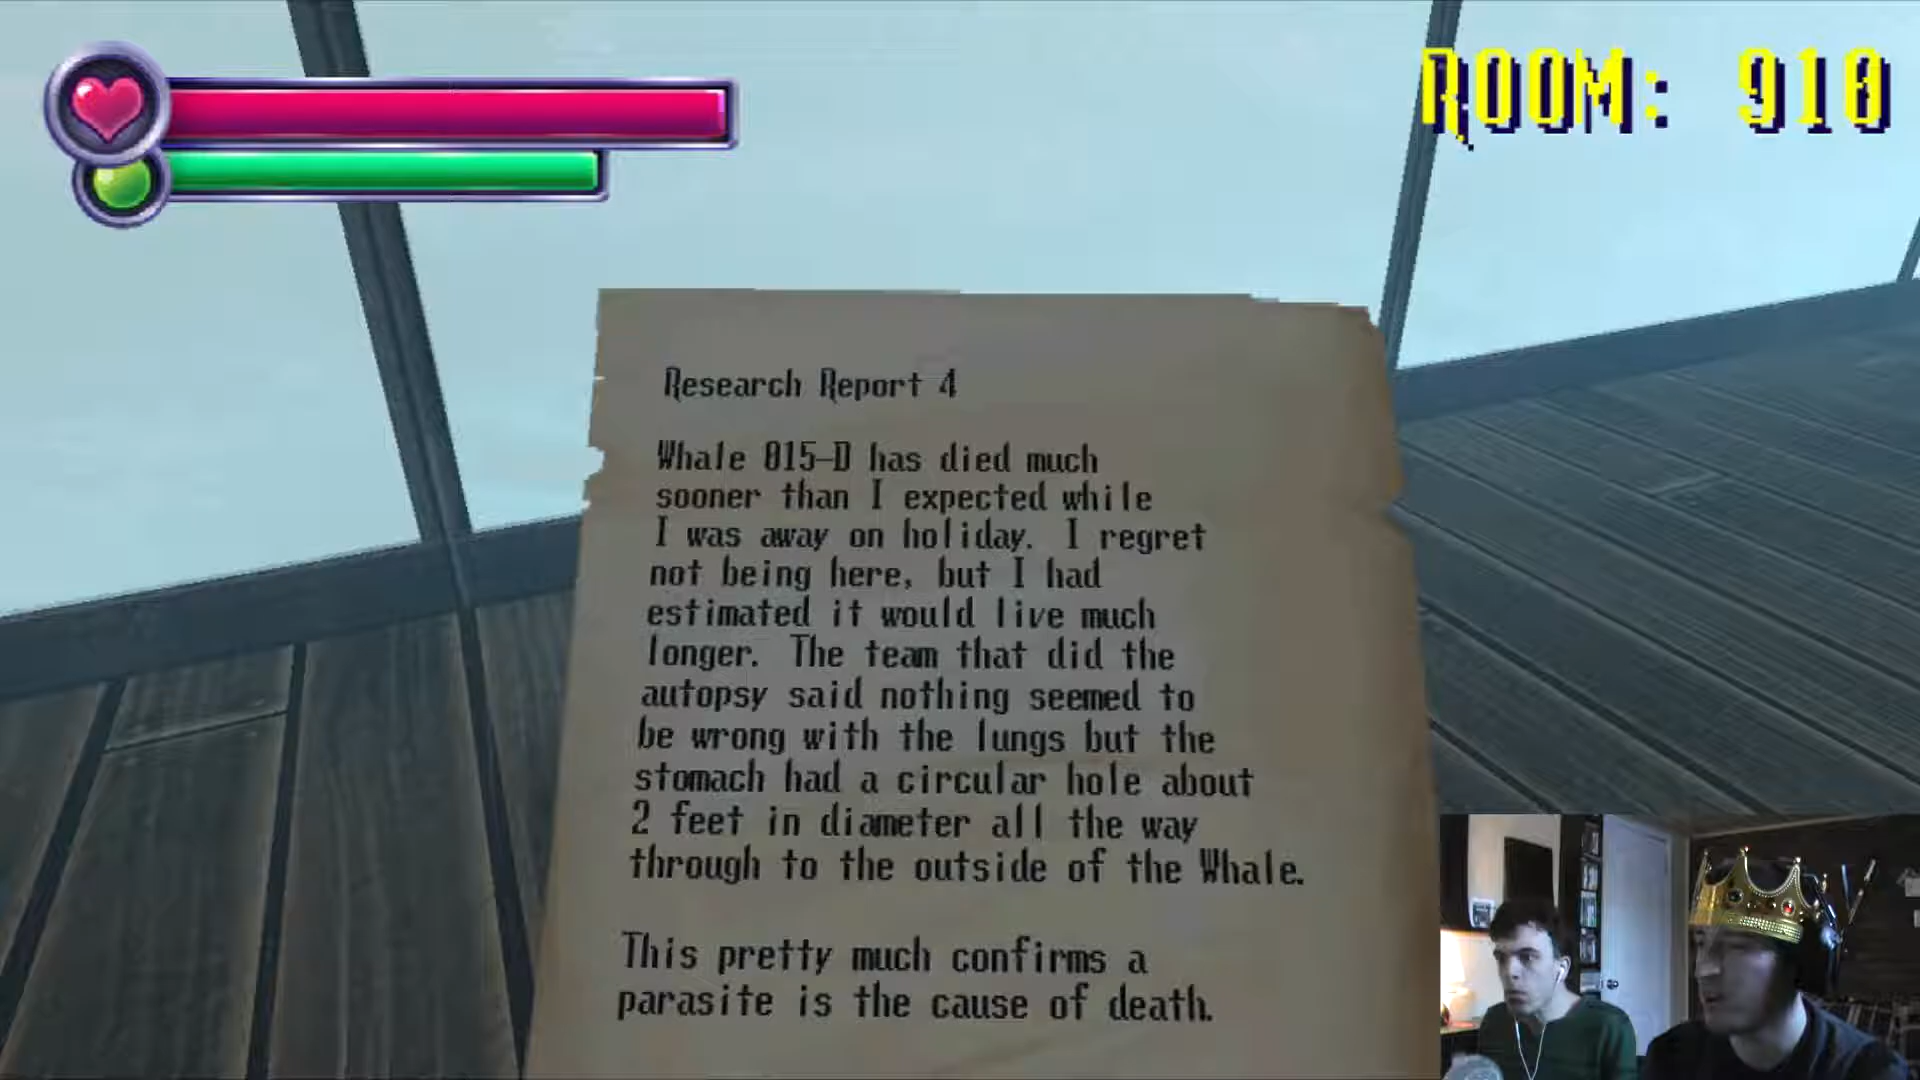 ROOM: 910
Research Report 4
Whale 015-D has died much
sooner than I expected while
I was away on holiday. I regret
not being here, but I had
estimated it would live much
longer. The team that did the
autopsy said nothing seemed to
be wrong with the lungs but the
stomach had a circular hole about
2 feet in diameter all the way
through to the outside of the Whale.
This pretty much confirms a
parasite is the cause of death.